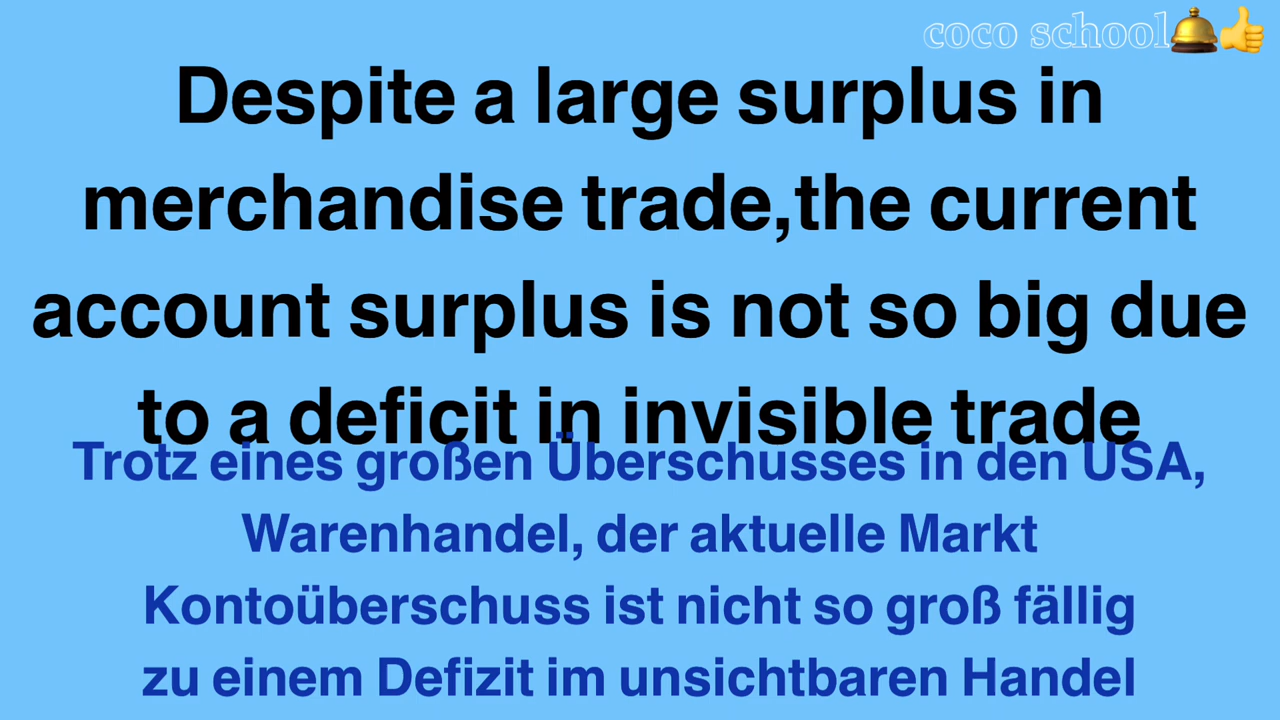 coco school🛎👍
Despite a large surplus in
merchandise trade,the current
account surplus is not so big due
to a deficit in invisible trade
Trotz eines großen Überschusses in den USA,
Warenhandel, der aktuelle Markt
Kontoüberschuss ist nicht so groß fällig
zu einem Defizit im unsichtbaren Handel